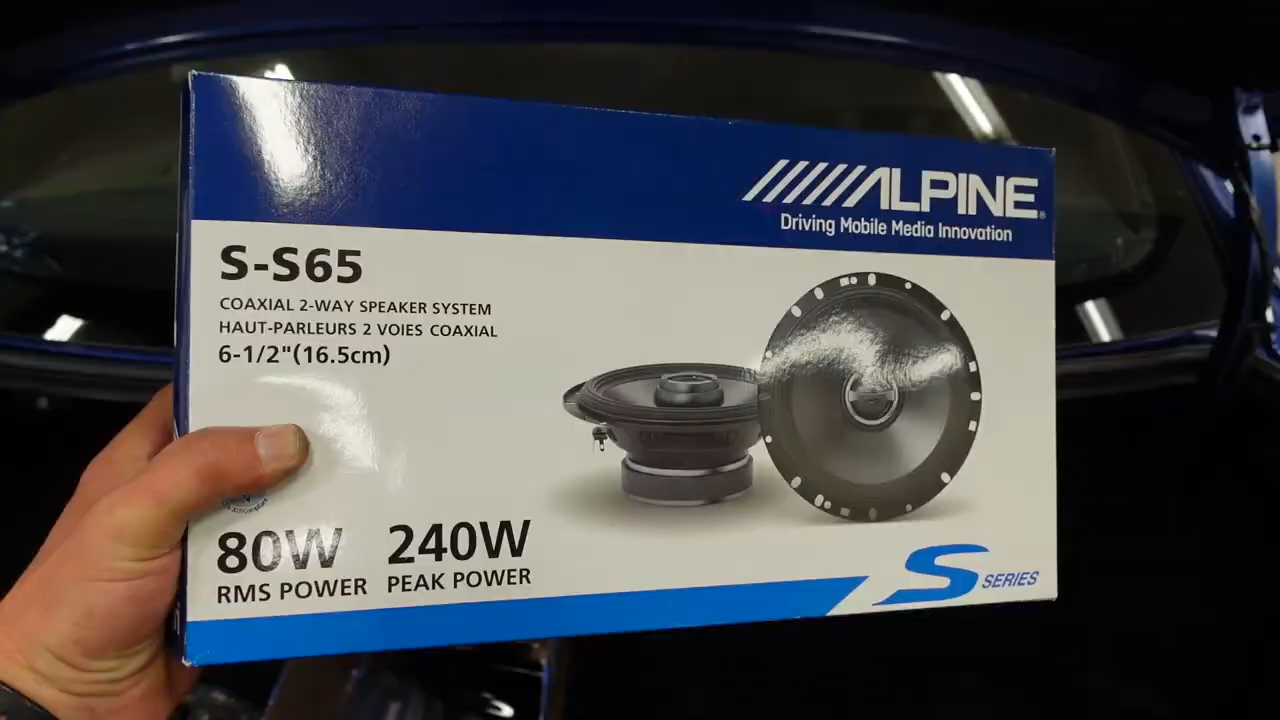 ALPINE®
Driving Mobile Media Innovation
S-S65
COAXIAL 2-WAY SPEAKER SYSTEM
HAUT-PARLEURS 2 VOIES COAXIAL
6-1/2"(16.5cm)
80W 240W
RMS POWER PEAK POWER
S SERIES